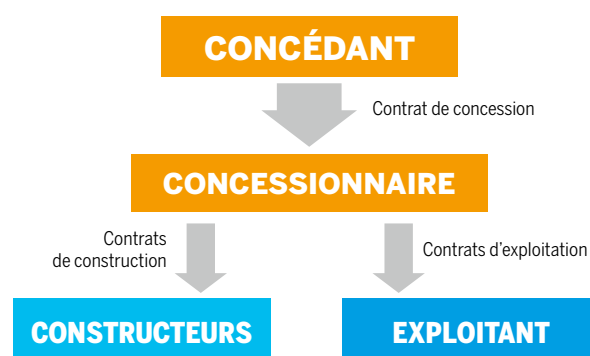 CONCÉDANT
Contrat de concession
CONCESSIONNAIRE
Contrats
de construction
Contrats d'exploitation
CONSTRUCTEURS
EXPLOITANT